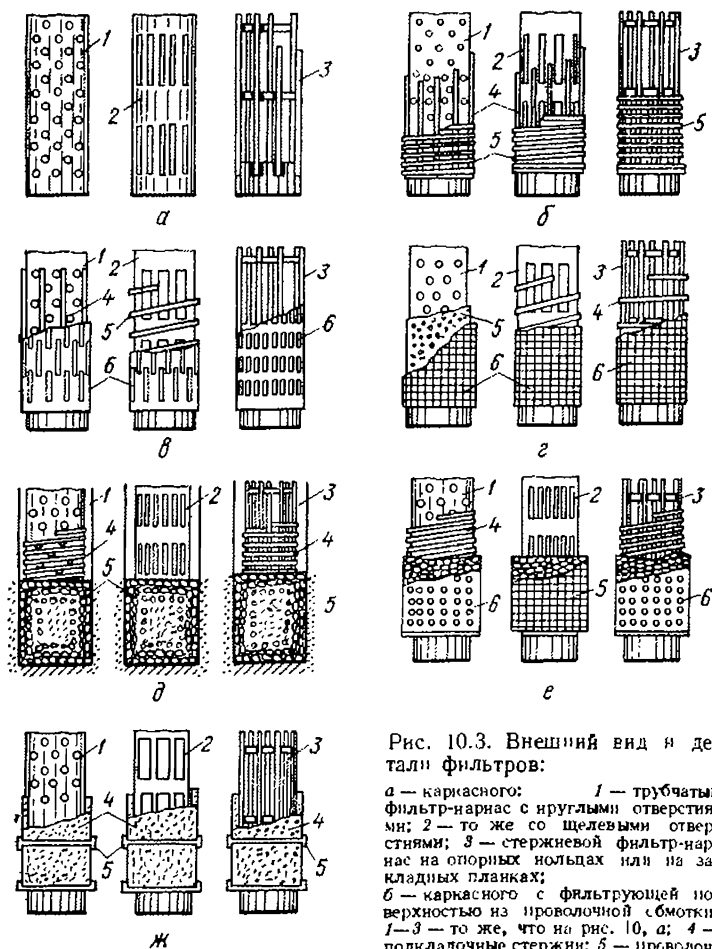 1
2
3
а
1
2
3
4
5
б
1
2
3
4
5
6
в
1
2
3
5
4
6
6
г
1
2
3
4
4
5
5
д
1
2
3
4
6
5
6
е
1
2
3
4
4
5
5
ж
Рис. 10.3. Внешний вид и де-
тали фильтров:
а — каркасного: 1 — трубчатый
фильтр-каркас с круглыми отверстия-
ми; 2 — то же со щелевыми отвер-
стиями; 3 — стержневой фильтр-кар-
кас на опорных кольцах или на за-
кладных планках;
б — каркасного с фильтрующей по-
верхностью из проволочной обмотки
1—3 — то же, что на рис. 10, а; 4 —
подкладочные стержни; 5 — проволоч